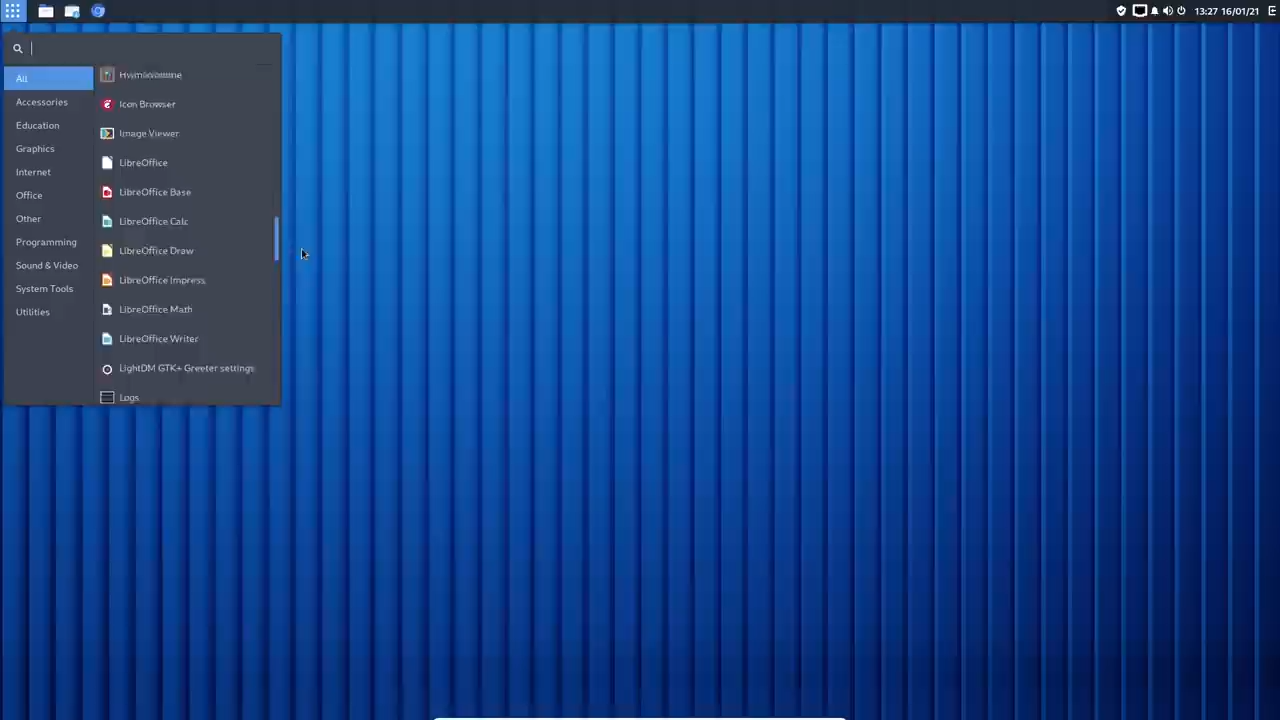 13:27 16/01/21
All
Accessories
Education
Graphics
Internet
Office
Other
Programming
Sound & Video
System Tools
Utilities
Icon Browser
Image Viewer
LibreOffice
LibreOffice Base
LibreOffice Calc
LibreOffice Draw
LibreOffice Impress
LibreOffice Math
LibreOffice Writer
LightDM GTK+ Greeter settings
Logs